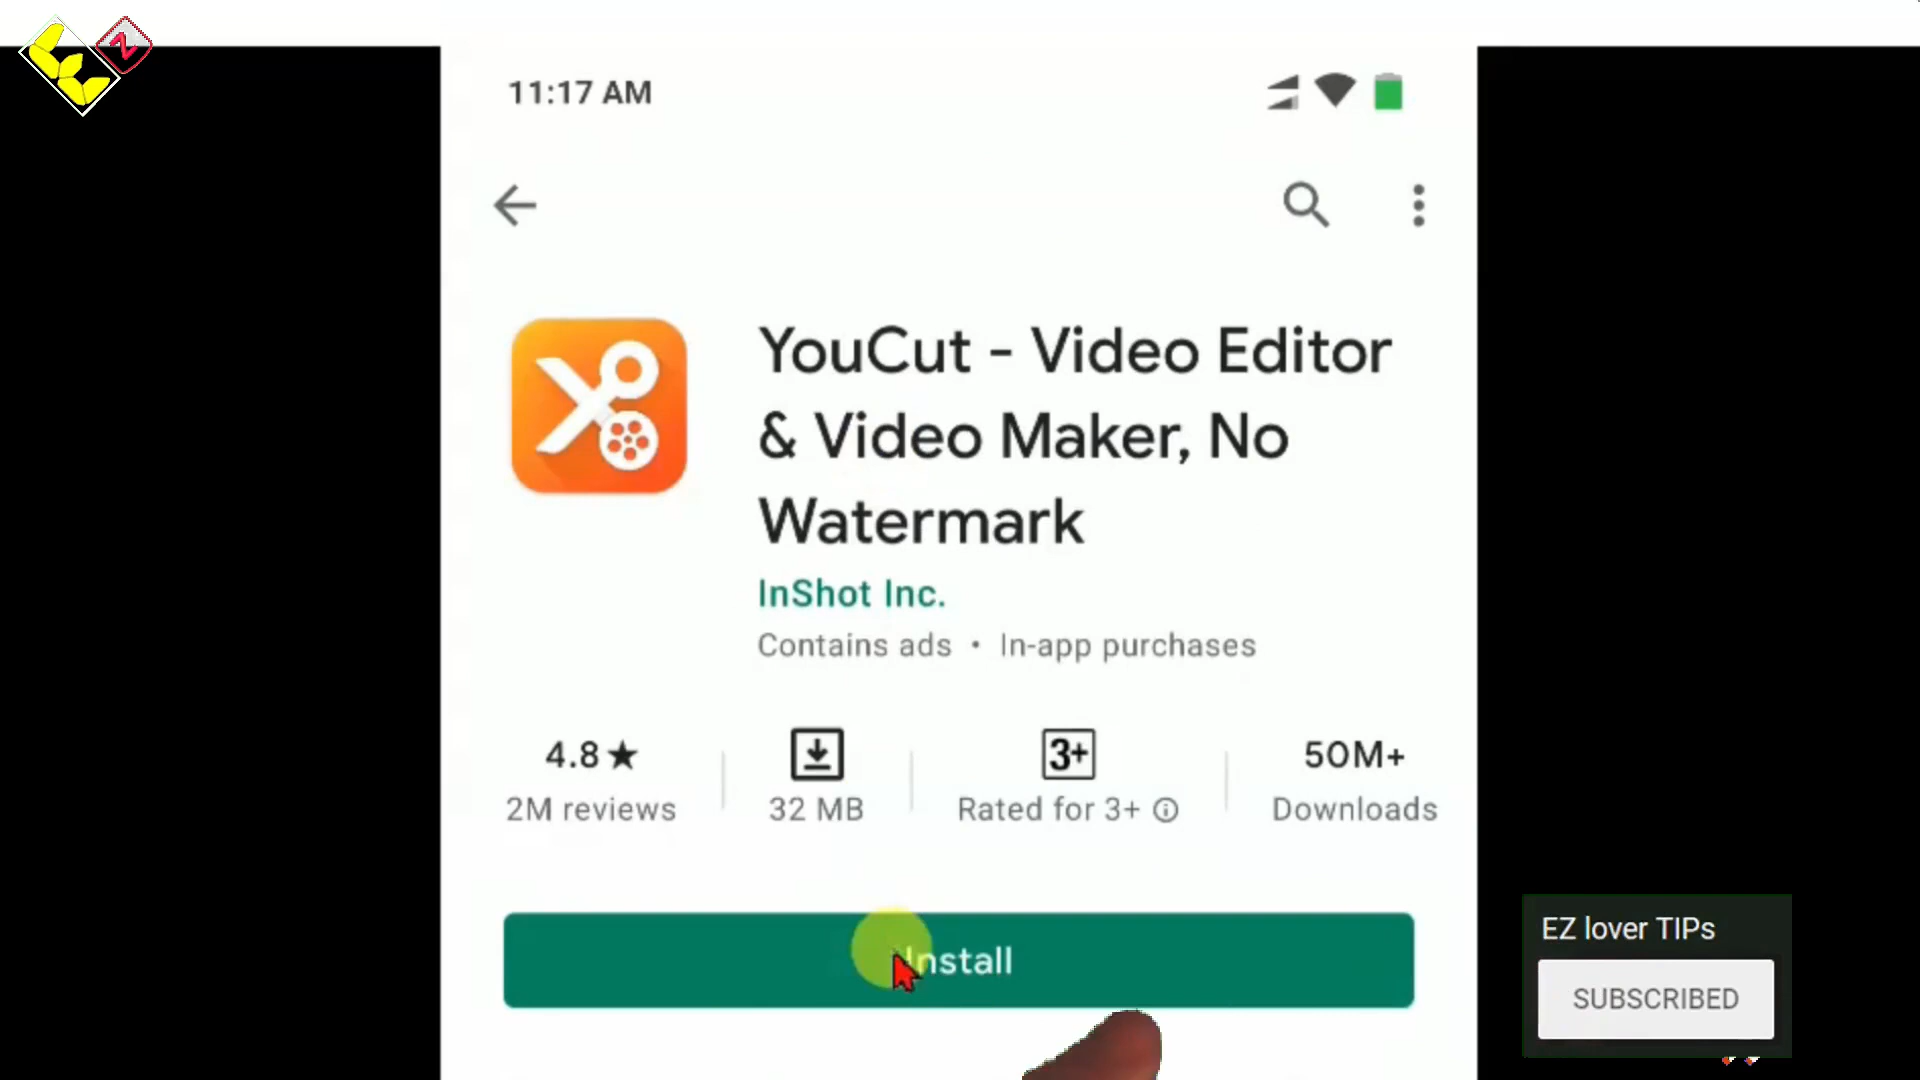 11:17 AM
YouCut - Video Editor
& Video Maker, No
Watermark
InShot Inc.
Contains ads • In-app purchases
4.8★
2M reviews
32 MB
3+
Rated for 3+
50M+
Downloads
Install
EZ lover TIPs
SUBSCRIBED